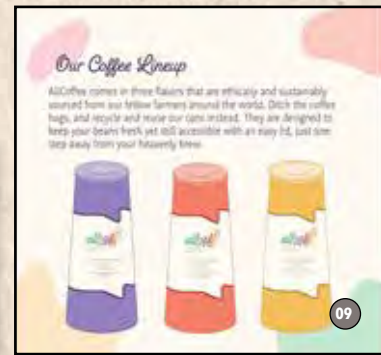 Our Coffee Lineup
AllCoffee comes in three flavors that are ethically and sustainably
sourced from our fellow farmers around the world. Ditch the coffee
bags, and recycle and reuse our cans instead. They are designed to
keep your beans fresh yet still accessible with an easy lid, just one
step away from your heavenly brew.
09